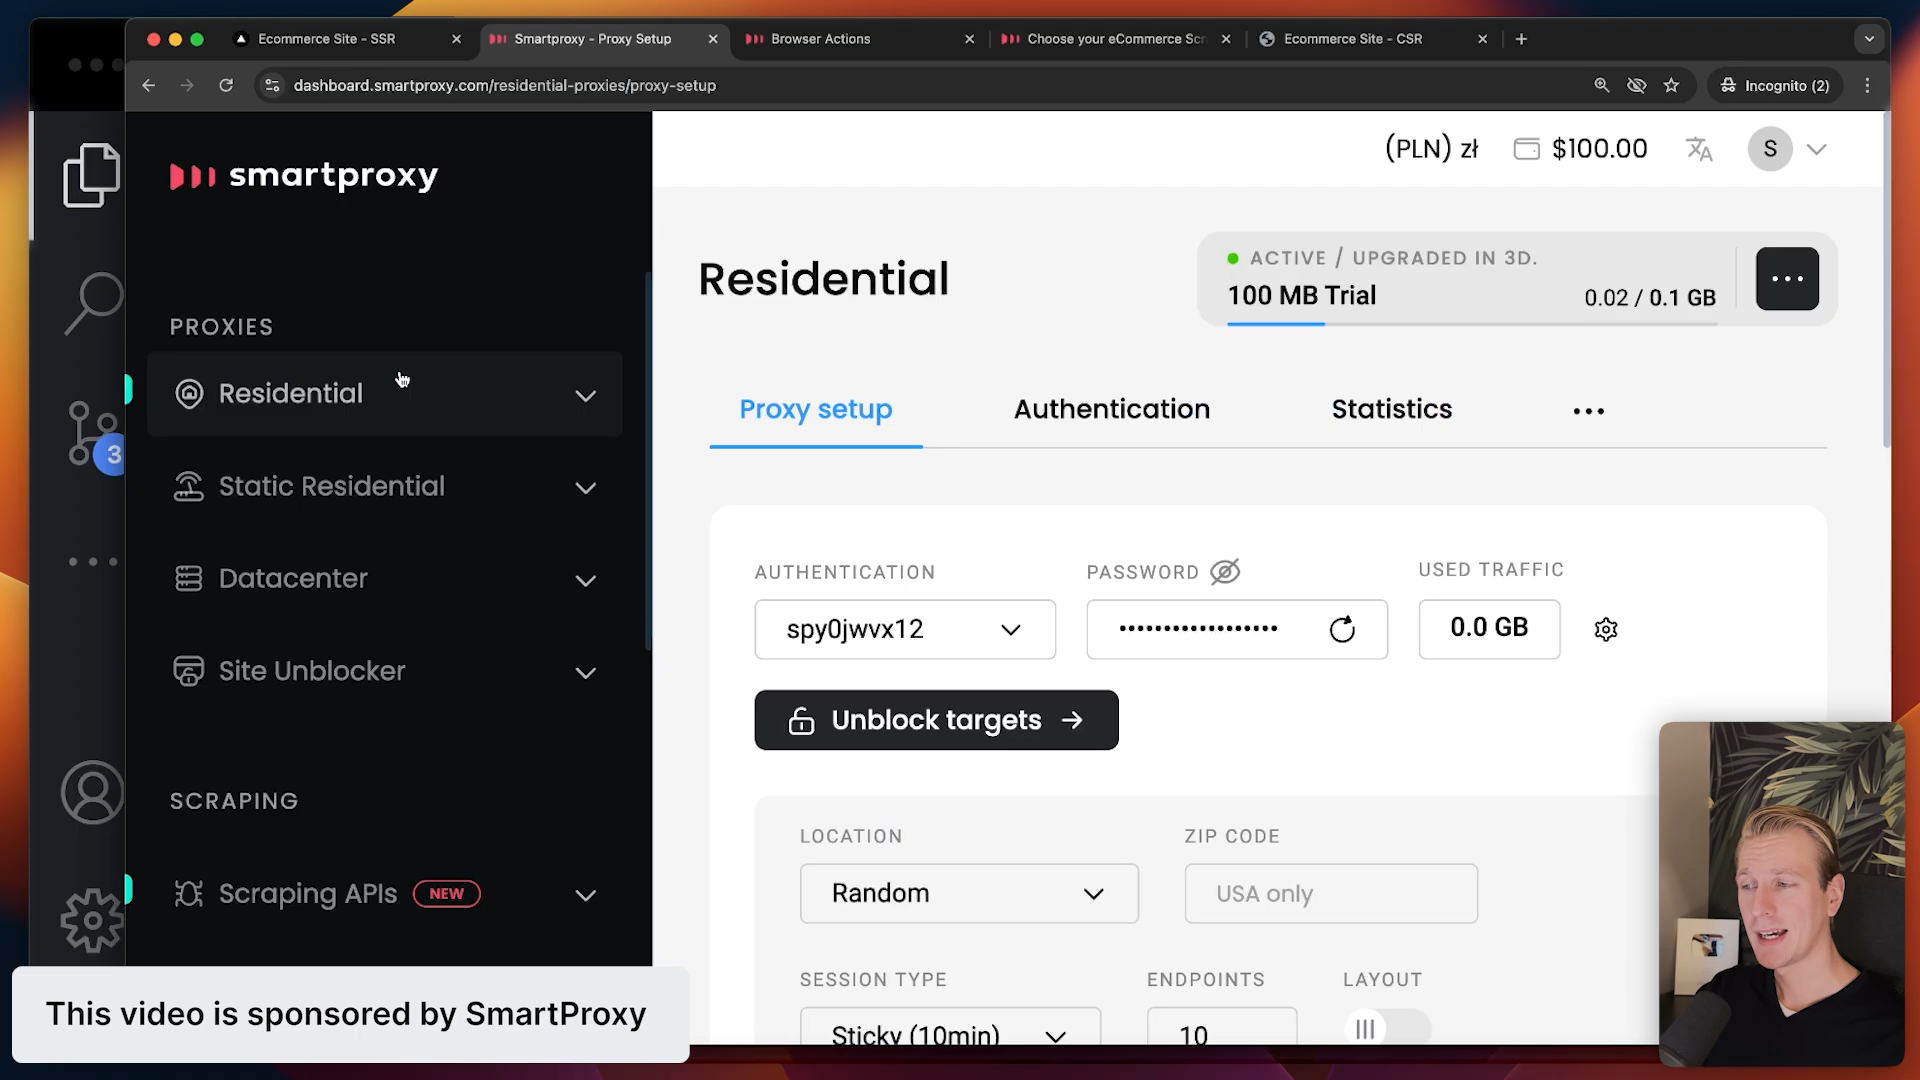 Ecommerce Site - SSR
Smartproxy - Proxy Setup
Browser Actions
Choose your eCommerce Scr
Ecommerce Site - CSR
dashboard.smartproxy.com/residential-proxies/proxy-setup
Incognito (2)
smartproxy
(PLN) zł
$100.00
S
PROXIES
Residential
Static Residential
Datacenter
Site Unblocker
SCRAPING
Scraping APIs
NEW
3
Residential
ACTIVE / UPGRADED IN 3D.
100 MB Trial
0.02 / 0.1 GB
Proxy setup
Authentication
Statistics
AUTHENTICATION
PASSWORD
USED TRAFFIC
spy0jwvx12
••••••••••••••••••
0.0 GB
Unblock targets
LOCATION
ZIP CODE
Random
USA only
SESSION TYPE
ENDPOINTS
LAYOUT
Sticky (10min)
10
This video is sponsored by SmartProxy